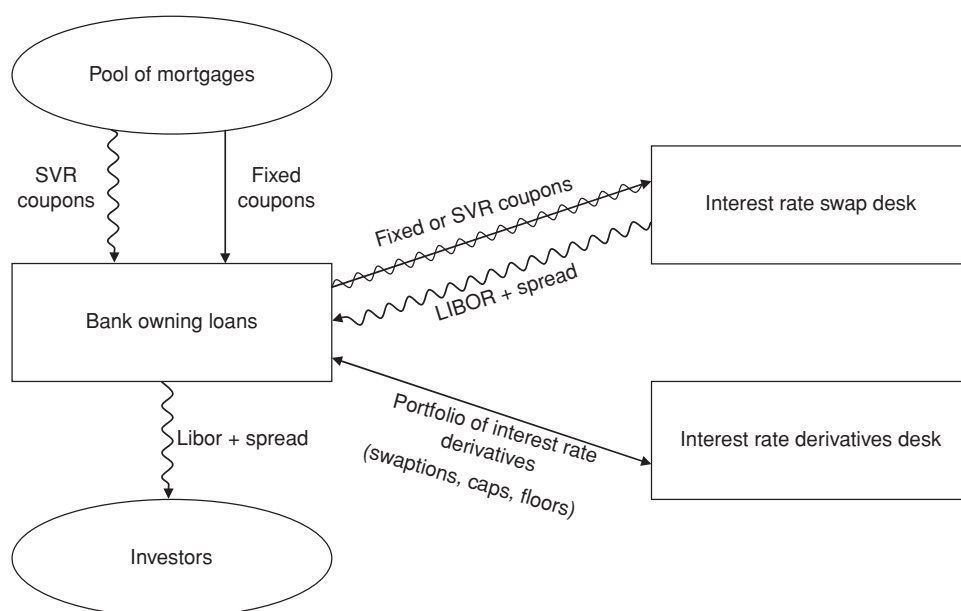 Pool of mortgages
SVR
coupons
Fixed
coupons
Fixed or SVR coupons
Interest rate swap desk
LIBOR + spread
Bank owning loans
Portfolio of interest rate
derivatives
(swaptions, caps, floors)
Interest rate derivatives desk
Libor + spread
Investors